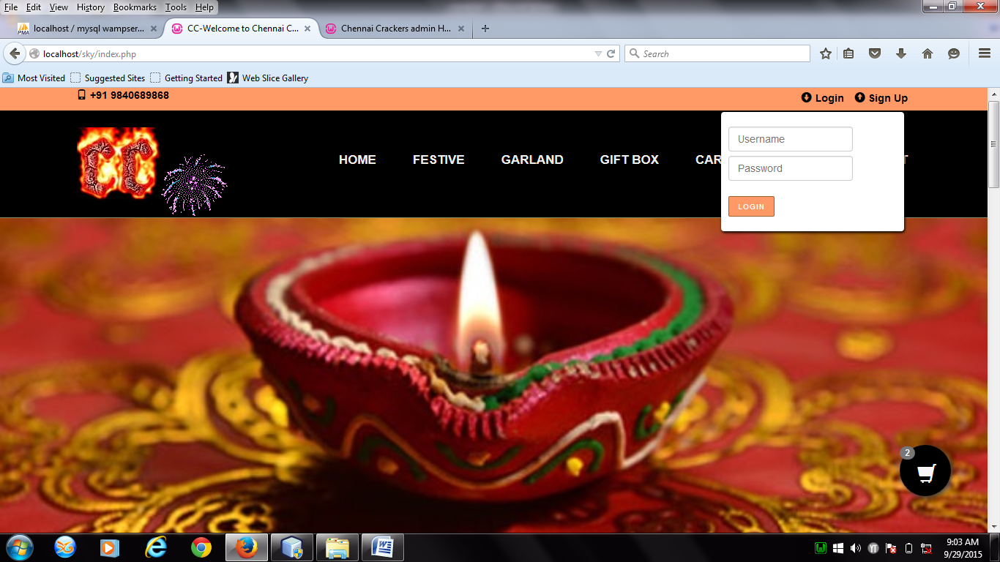 File Edit View History Bookmarks Tools Help
localhost / mysql wampser... CC-Welcome to Chennai C... Chennai Crackers admin H...
localhost/sky/index.php Search
Most Visited Suggested Sites Getting Started Web Slice Gallery
+91 9840689868 Login Sign Up
CC HOME FESTIVE GARLAND GIFT BOX CAR T
Username
Password
LOGIN
2
9:03 AM
9/29/2015